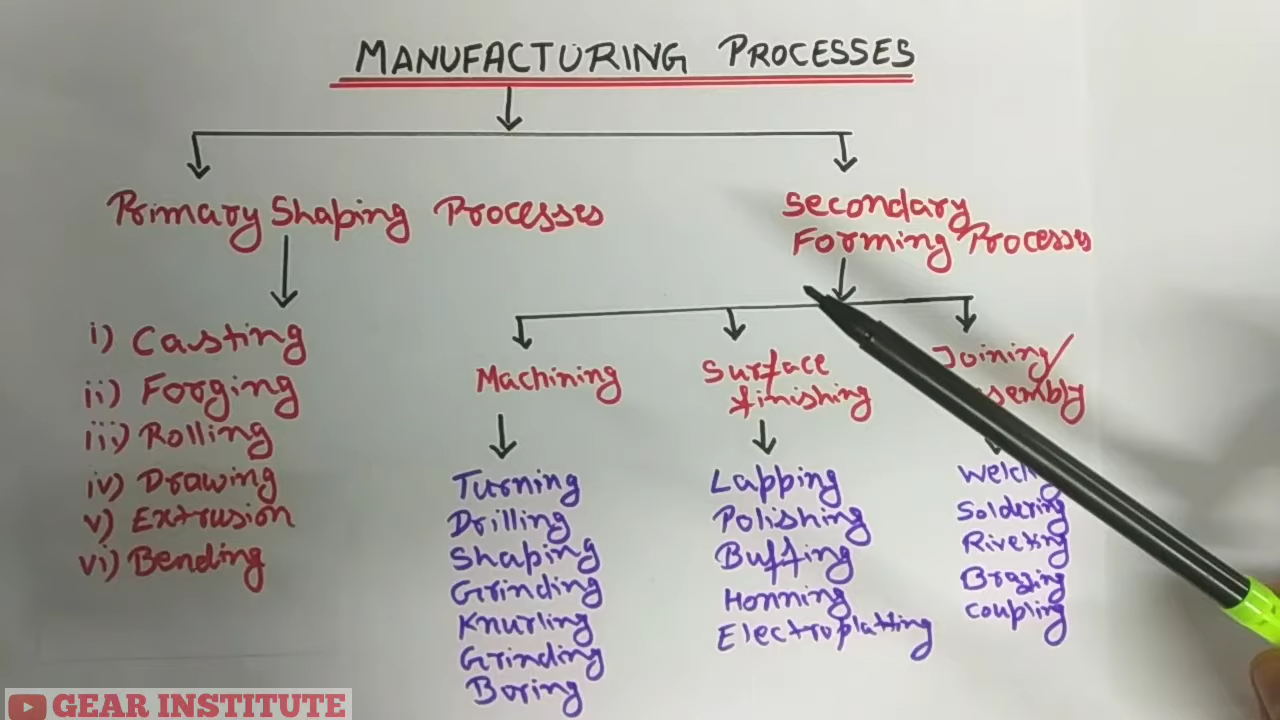 MANUFACTURING PROCESSES
Primary Shaping Processes
Secondary
Forming Processes
i) Casting
ii) Forging
iii) Rolling
iv) Drawing
v) Extrusion
vi) Bending
Machining
Turning
Drilling
Shaping
Grinding
Knurling
Grinding
Boring
Surface
finishing
Lapping
Polishing
Buffing
Honning
Electroplatting
Joining/
Soldering
Riveting
Brazing
Coupling
GEAR INSTITUTE